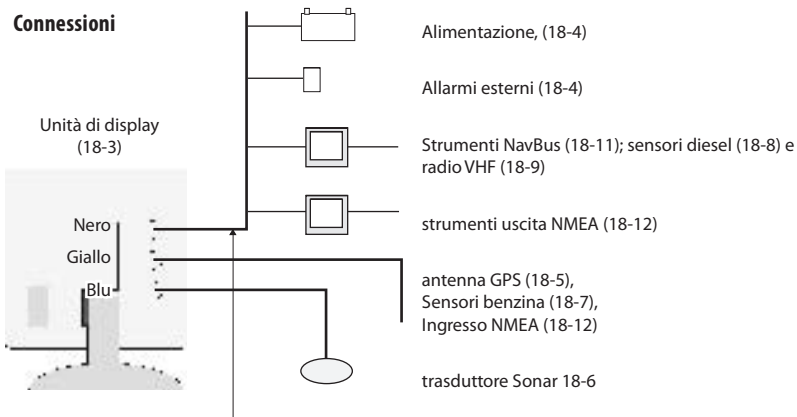 Connessioni
Alimentazione, (18-4)
Allarmi esterni (18-4)
Unità di display
(18-3)
Strumenti NavBus (18-11); sensori diesel (18-8) e
radio VHF (18-9)
Nero
strumenti uscita NMEA (18-12)
Giallo
Blu
antenna GPS (18-5),
Sensori benzina (18-7),
Ingresso NMEA (18-12)
trasduttore Sonar 18-6